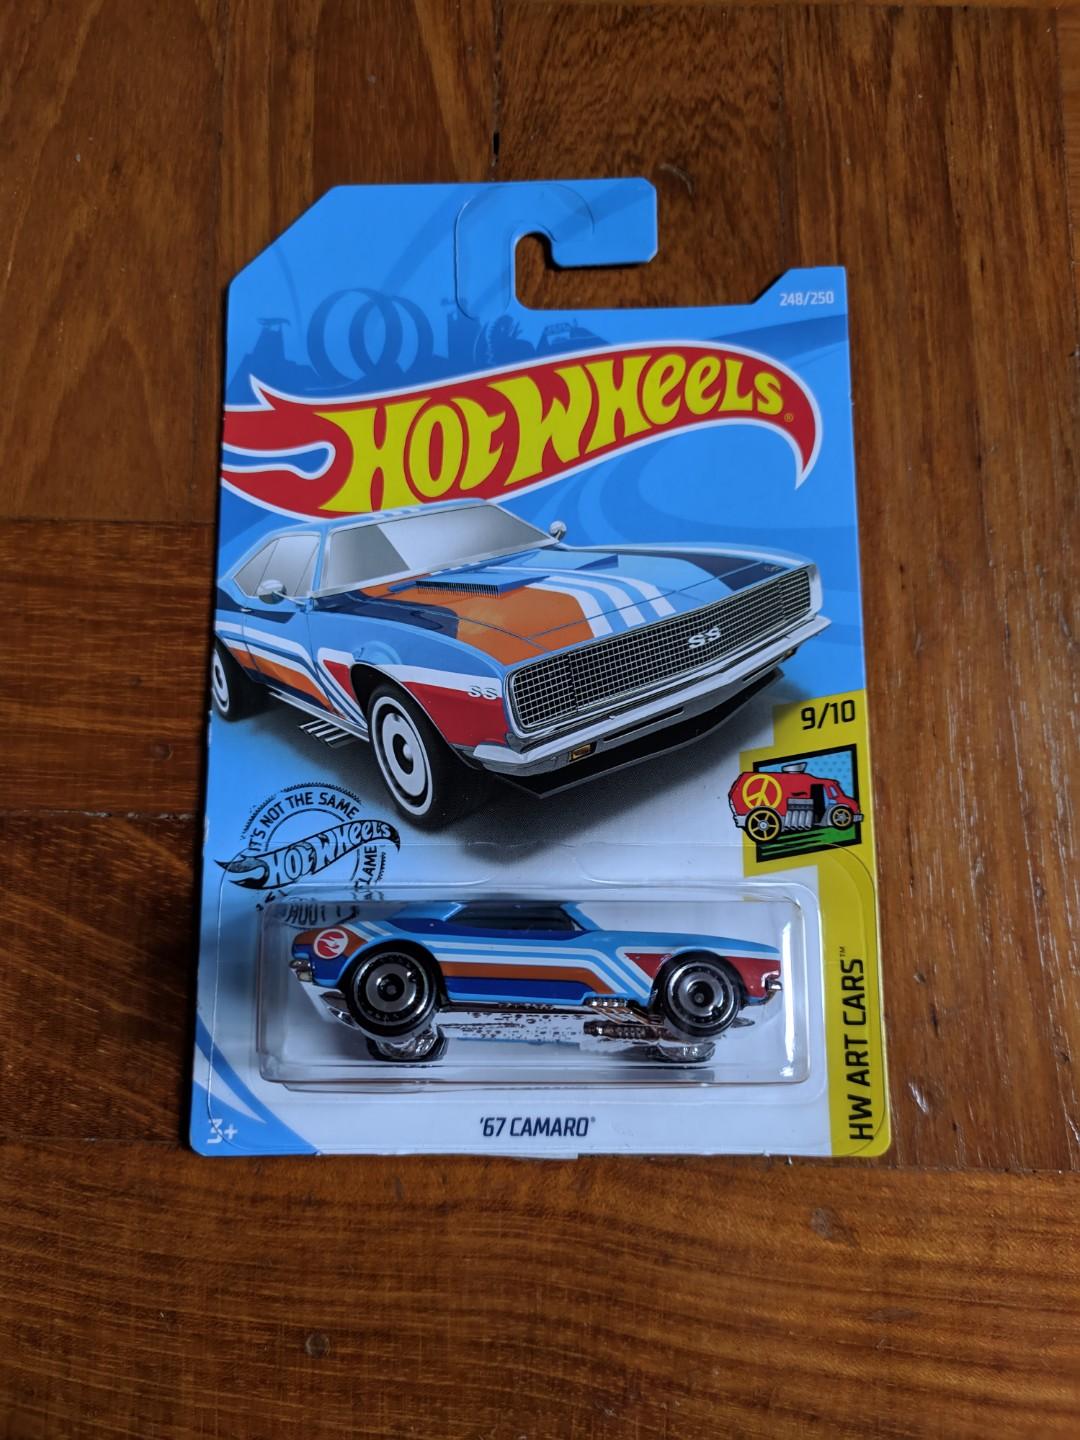 248/250
HOT WHEELS®
SS
SS
9/10
IT'S NOT THE SAME
HOT WHEELS
'67 CAMARO®
HW ART CARS™
3+